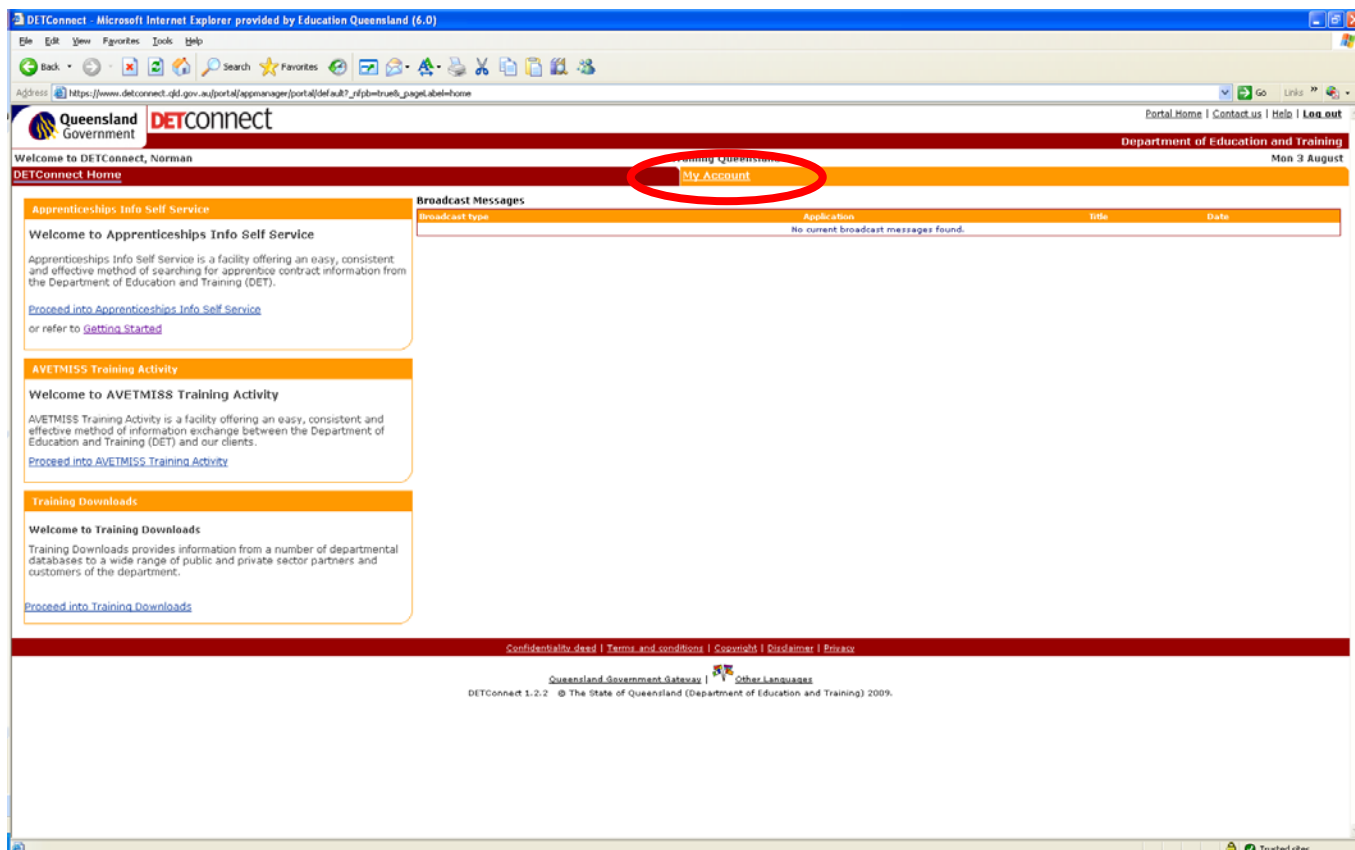 DETConnect - Microsoft Internet Explorer provided by Education Queensland (6.0)
File Edit View Favorites Tools Help
Back Search Favorites
Address https://www.detconnect.qld.gov.au/portal/appmanager/portal/default?_nfpb=true&_pageLabel=home Go Links
Queensland Government DETconnect Portal Home | Contact us | Help | Log out
Department of Education and Training
Welcome to DETConnect, Norman Training Queensland Mon 3 August
DETConnect Home My Account
Apprenticeships Info Self Service
Welcome to Apprenticeships Info Self Service
Apprenticeships Info Self Service is a facility offering an easy, consistent
and effective method of searching for apprentice contract information from
the Department of Education and Training (DET).
Proceed into Apprenticeships Info Self Service
or refer to Getting Started
AVETMISS Training Activity
Welcome to AVETMISS Training Activity
AVETMISS Training Activity is a facility offering an easy, consistent and
effective method of information exchange between the Department of
Education and Training (DET) and our clients.
Proceed into AVETMISS Training Activity
Training Downloads
Welcome to Training Downloads
Training Downloads provides information from a number of departmental
databases to a wide range of public and private sector partners and
customers of the department.
Proceed into Training Downloads
Broadcast Messages
Broadcast type Application Title Date
No current broadcast messages found.
Confidentiality deed | Terms and conditions | Copyright | Disclaimer | Privacy
Queensland Government Gateway | Other Languages
DETConnect 1.2.2 © The State of Queensland (Department of Education and Training) 2009.
Trusted sites